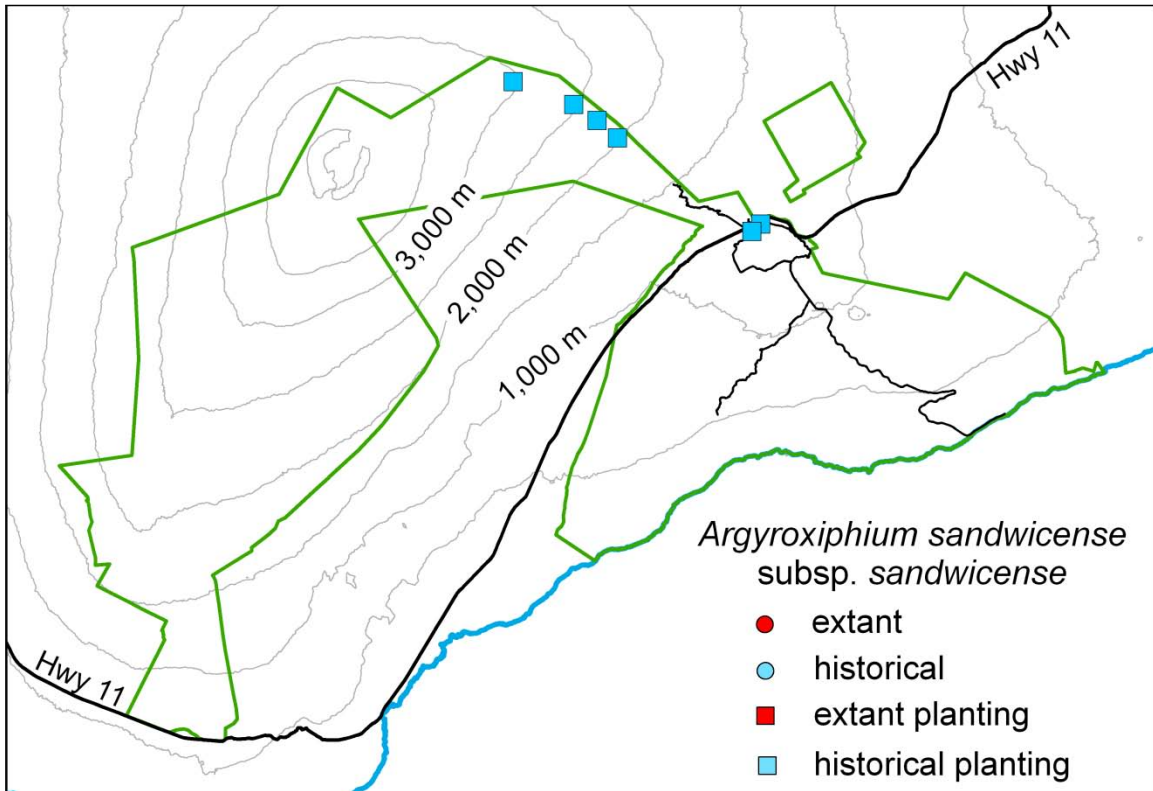 Hwy 11
3,000 m
2,000 m
1,000 m
Hwy 11
Argyroxiphium sandwicense
subsp. sandwicense
extant
historical
extant planting
historical planting